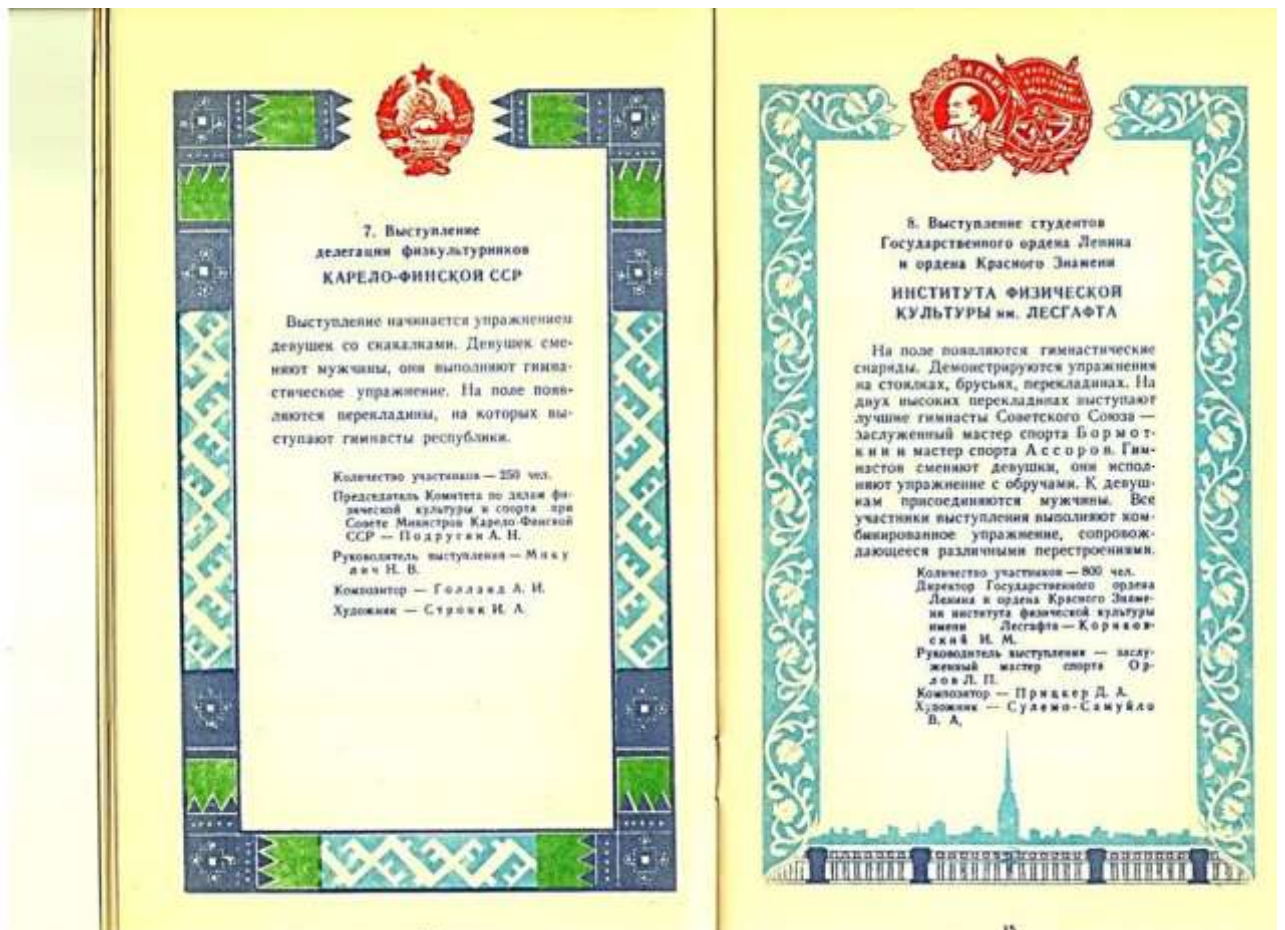 7. Выступление
делегации физкультурников
КАРЕЛО-ФИНСКОЙ ССР
Выступление начинается упражнением
девушек со скакалками. Девушек сме-
няют мужчины, они выполняют гимна-
стическое упражнение. На поле появ-
ляются перекладины, на которых вы-
ступают гимнасты республики.
Количество участников — 250 чел.
Председатель Комитета по делам фи-
зической культуры и спорта при
Совете Министров Карело-Финской
ССР — Подругин А. Н.
Руководитель выступления — Мику
лич Н. В.
Композитор — Голланд А. И.
Художник — Стронк И. А.
ЛЕНИН
8. Выступление студентов
Государственного ордена Ленина
и ордена Красного Знамени
ИНСТИТУТА ФИЗИЧЕСКОЙ
КУЛЬТУРЫ им. ЛЕСГАФТА
На поле появляются гимнастические
снаряды. Демонстрируются упражнения
на стоялках, брусьях, перекладинах. На
двух высоких перекладинах выступают
лучшие гимнасты Советского Союза —
заслуженный мастер спорта Бормот-
кин и мастер спорта Ассоров. Гим-
настов сменяют девушки, они испол-
няют упражнение с обручами. К девуш-
кам присоединяются мужчины. Все
участники выступления выполняют ком-
бинированное упражнение, сопровож-
дающееся различными перестроениями.
Количество участников — 800 чел.
Директор Государственного ордена
Ленина и ордена Красного Знаме-
ни института физической культуры
имени Лесгафта — Коряков-
ский И. М.
Руководитель выступления — заслу-
женный мастер спорта Ор-
лов Л. П.
Композитор — Прицкер Д. А.
Художник — Сулемо-Самуйло
В. А.